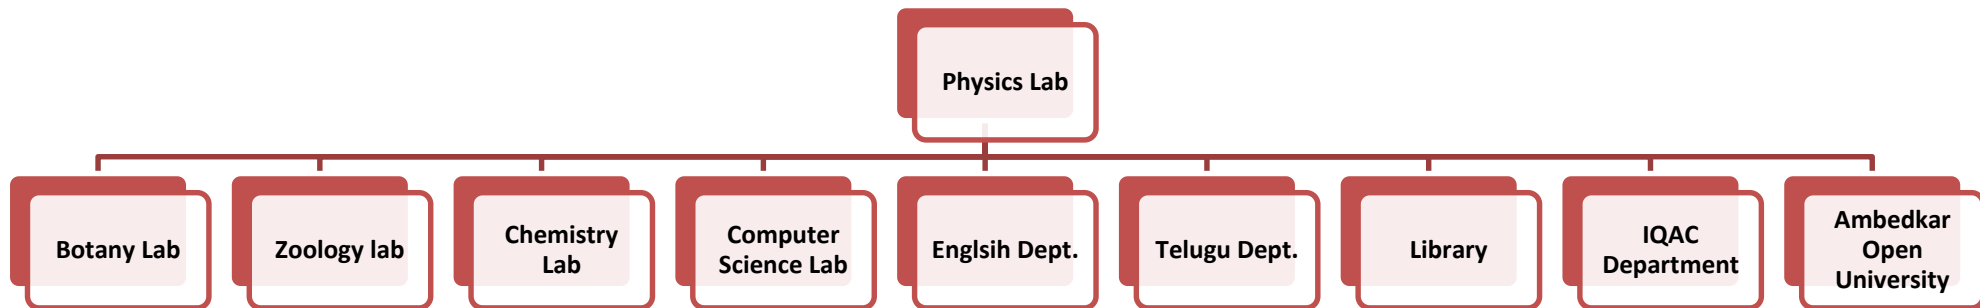 Physics Lab
Botany Lab
Zoology lab
Chemistry
Lab
Computer
Science Lab
Englsih Dept.
Telugu Dept.
Library
IQAC
Department
Ambedkar
Open
University